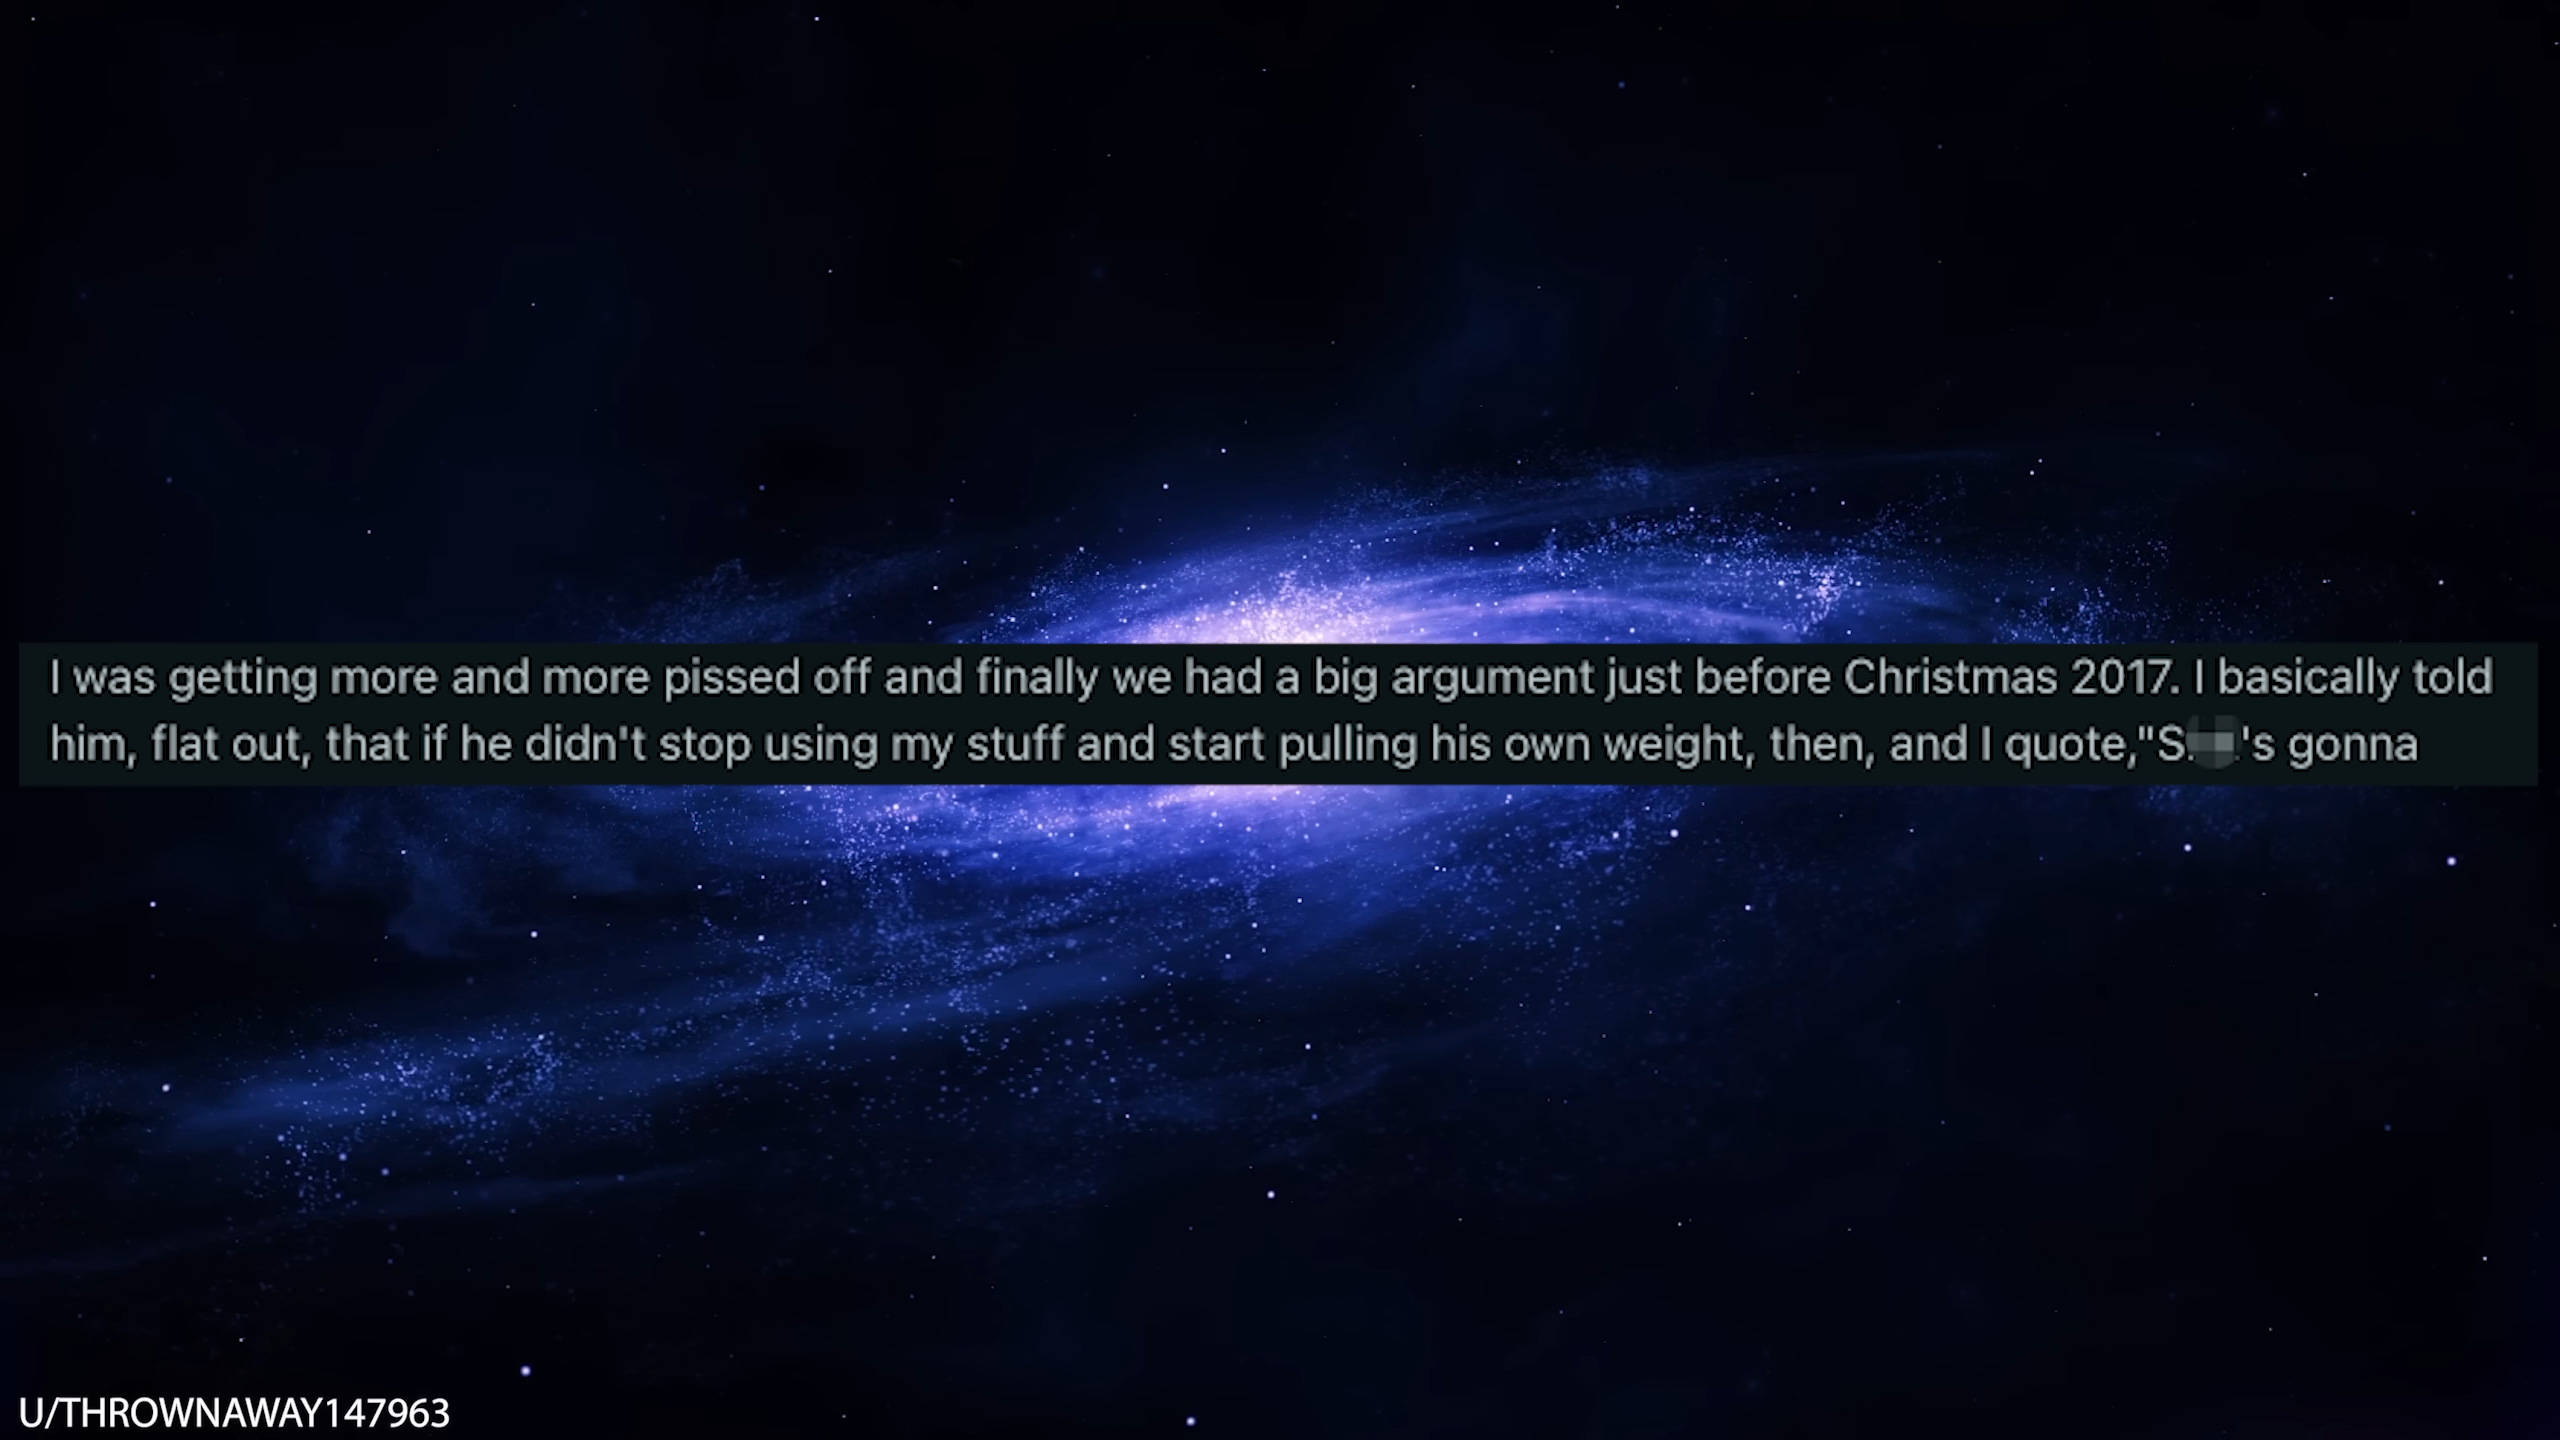 I was getting more and more pissed off and finally we had a big argument just before Christmas 2017. I basically told
him, flat out, that if he didn't stop using my stuff and start pulling his own weight, then, and I quote,"S 's gonna
U/THROWNAWAY147963